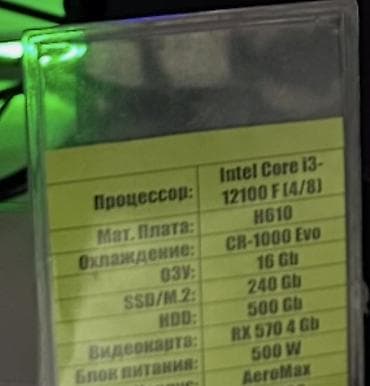 Процессор: Intel Core i3-
12100 F (4/8)
Мат. Плата: H610
Охлаждение: CR-1000 Evo
ОЗУ: 16 Gb
SSD/M.2: 240 Gb
HDD: 500 Gb
Видеокарта: RX 570 4 Gb
Блок питания: 500 W
AeroMax